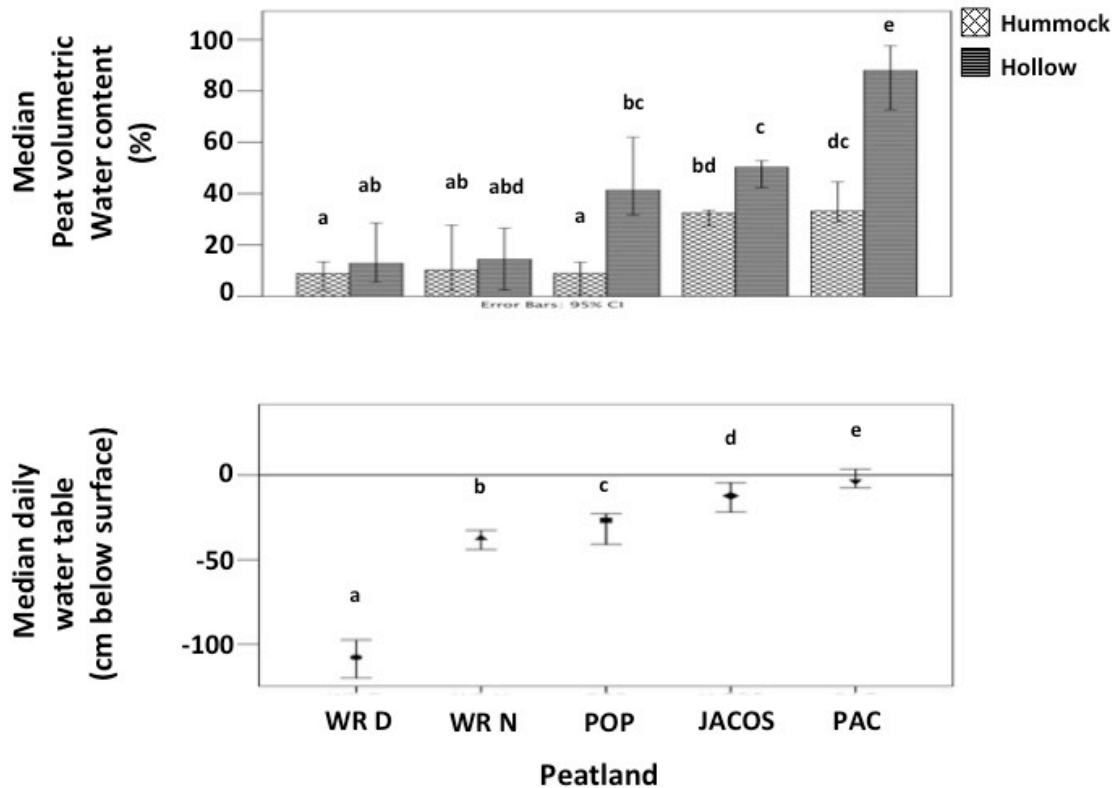 Hummock
Hollow
Median
Peat volumetric
Water content
(%)
100
80
60
40
20
0
a
ab
ab
abd
a
bc
bd
c
dc
e
Error Bars: 95% CI
Median daily
water table
(cm below surface)
0
-50
-100
a
b
c
d
e
WR D
WR N
POP
JACOS
PAC
Peatland